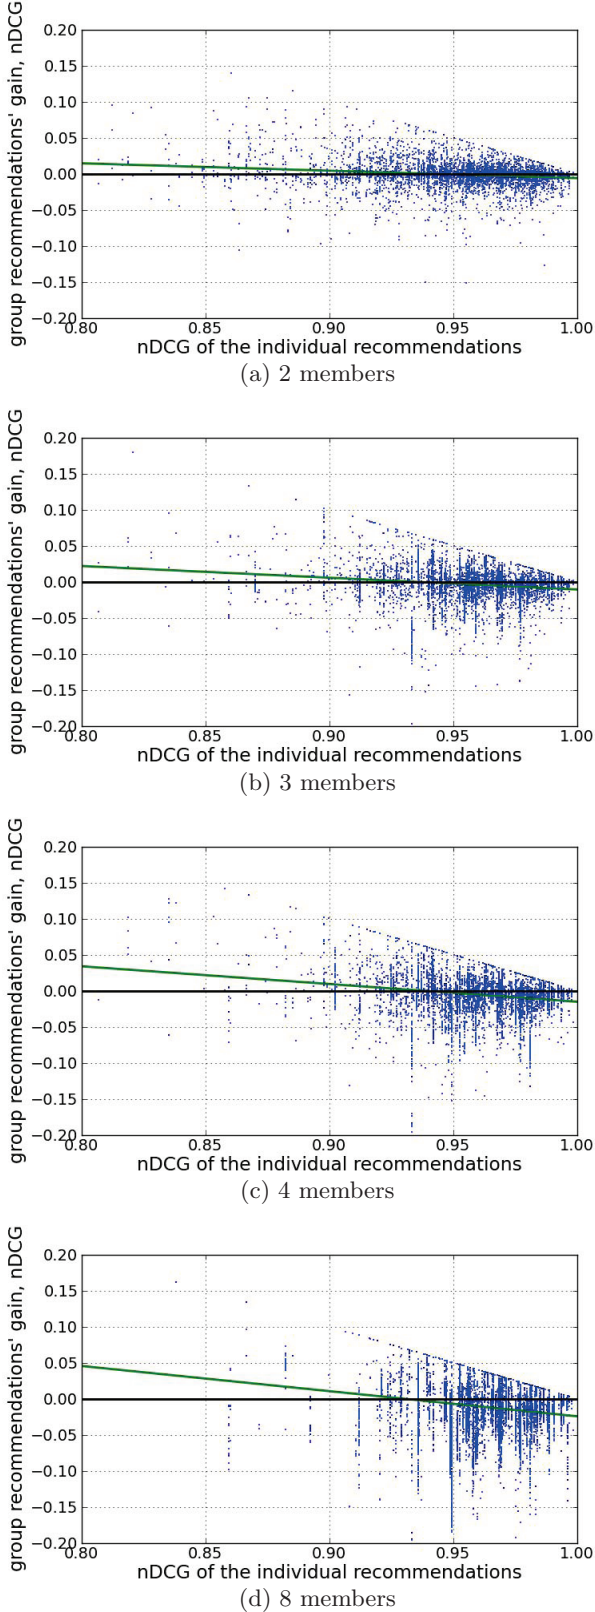 group recommendations' gain, nDCG
0.20
0.15
0.10
0.05
0.00
−0.05
−0.10
−0.15
−0.20
0.80 0.85 0.90 0.95 1.00
nDCG of the individual recommendations
(a) 2 members
group recommendations' gain, nDCG
0.20
0.15
0.10
0.05
0.00
−0.05
−0.10
−0.15
−0.20
0.80 0.85 0.90 0.95 1.00
nDCG of the individual recommendations
(b) 3 members
group recommendations' gain, nDCG
0.20
0.15
0.10
0.05
0.00
−0.05
−0.10
−0.15
−0.20
0.80 0.85 0.90 0.95 1.00
nDCG of the individual recommendations
(c) 4 members
group recommendations' gain, nDCG
0.20
0.15
0.10
0.05
0.00
−0.05
−0.10
−0.15
−0.20
0.80 0.85 0.90 0.95 1.00
nDCG of the individual recommendations
(d) 8 members